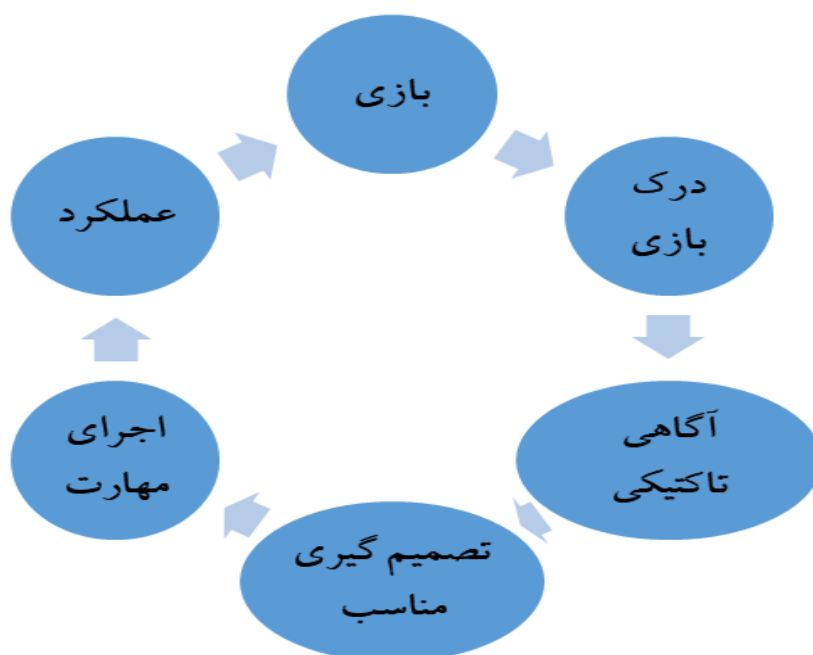 بازی
درک
بازی
آگاهی
تاکتیکی
تصمیم گیری
مناسب
اجرای
مهارت
عملکرد